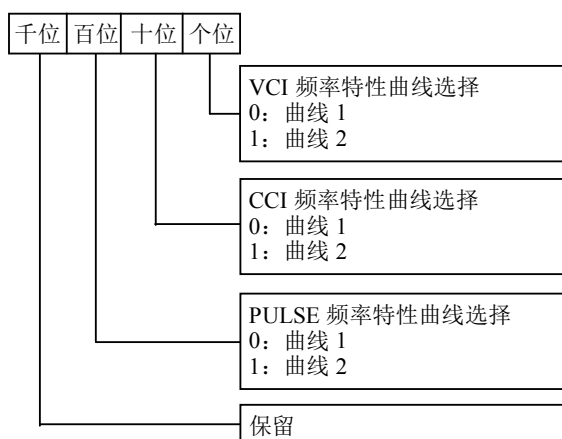 千位 百位 十位 个位
VCI 频率特性曲线选择
0：曲线 1
1：曲线 2
CCI 频率特性曲线选择
0：曲线 1
1：曲线 2
PULSE 频率特性曲线选择
0：曲线 1
1：曲线 2
保留